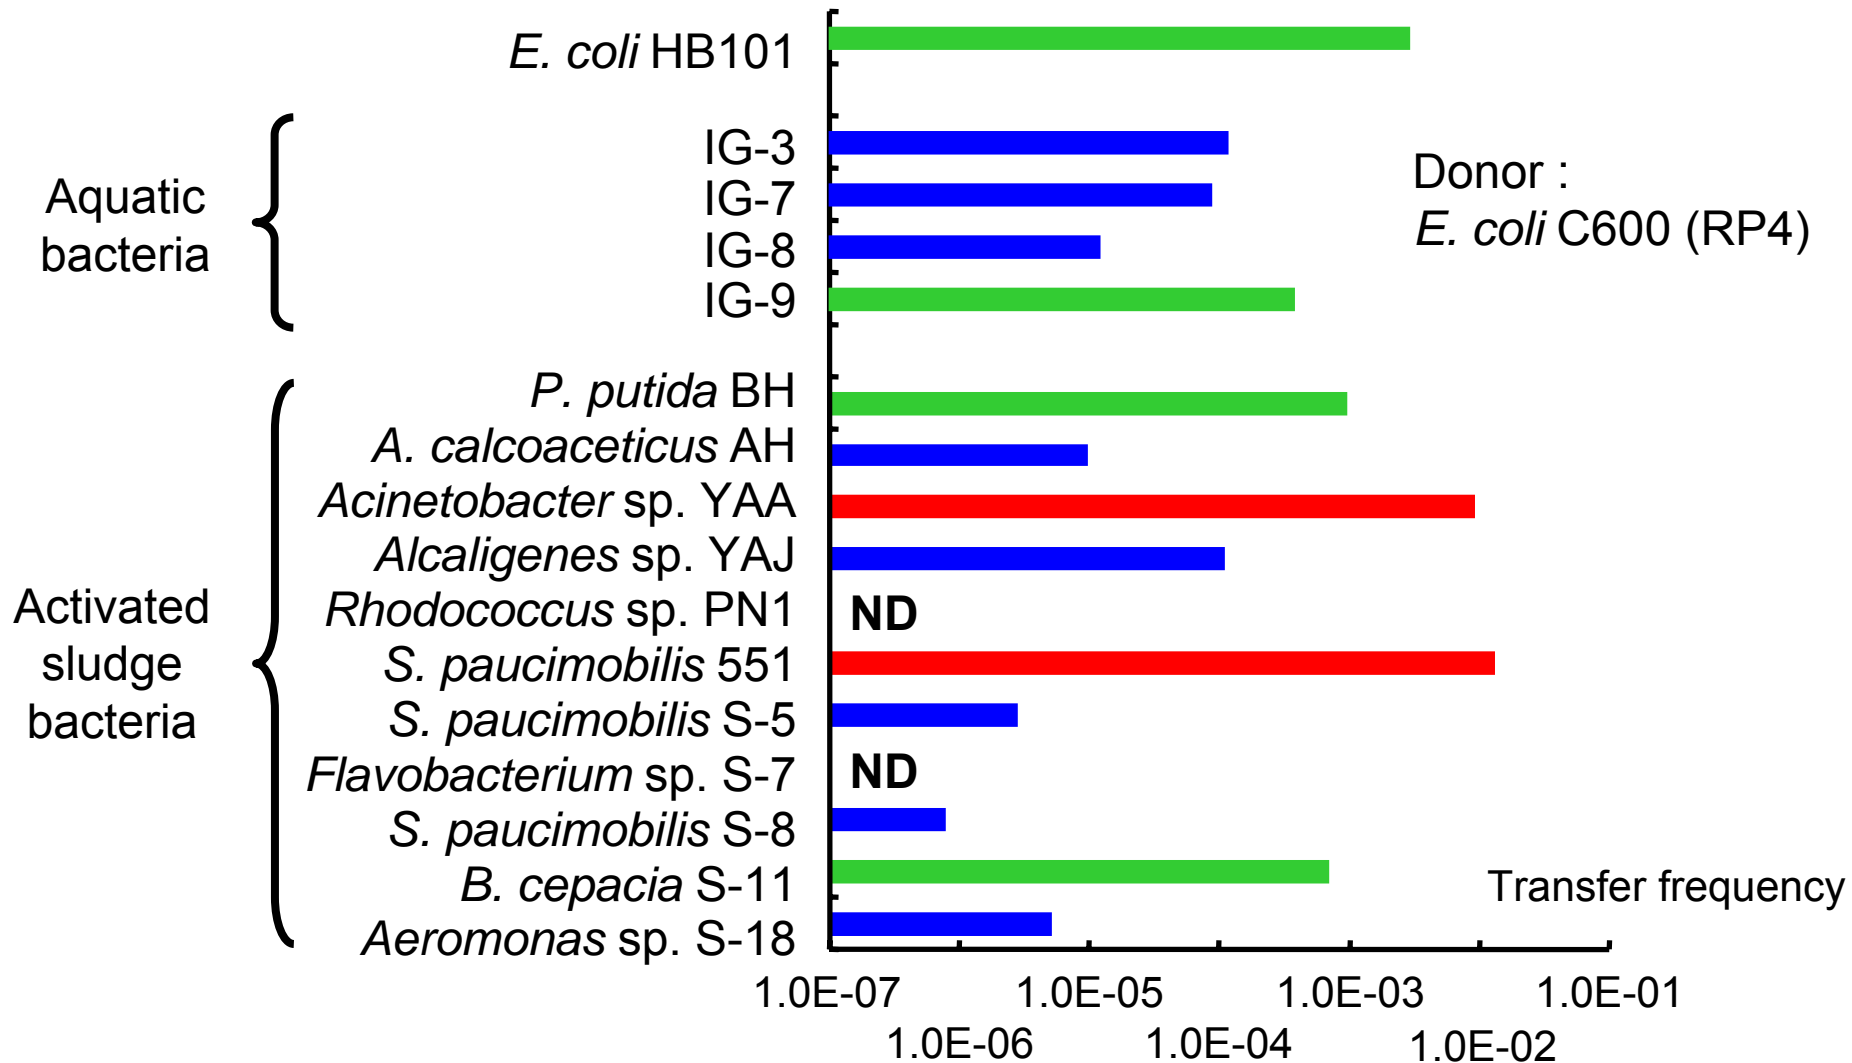 E. coli HB101
IG-3
IG-7
IG-8
IG-9
Aquatic
bacteria
Donor :
E. coli C600 (RP4)
P. putida BH
A. calcoaceticus AH
Acinetobacter sp. YAA
Alcaligenes sp. YAJ
Rhodococcus sp. PN1 ND
S. paucimobilis 551
S. paucimobilis S-5
Flavobacterium sp. S-7 ND
S. paucimobilis S-8
B. cepacia S-11
Aeromonas sp. S-18
Activated
sludge
bacteria
Transfer frequency
1.0E-07 1.0E-05 1.0E-03 1.0E-01
1.0E-06 1.0E-04 1.0E-02